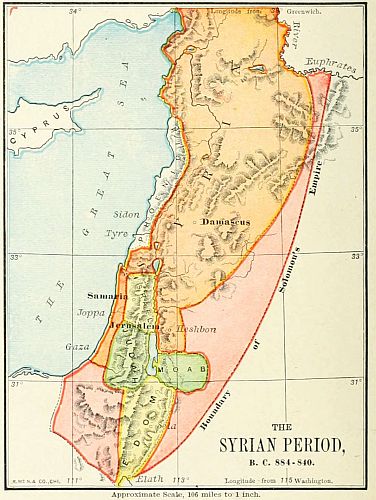 34°
Longitude from
36
Greenwich.
River
Euphrates
CYPRUS
35
35
THE GREAT SEA
PHOENICIA
SYRIA
Empire
Sidon
Tyre
Damascus
33
33
Solomon's
Samaria
Joppa
Jerusalem
Heshbon
Gaza
JUDAH
MOAB
of
31
31°
Boundary
EDOM
THE
SYRIAN PERIOD,
B. C. 884-840.
111°
Elath
113
Longitude from 115 Washington.
Approximate Scale, 106 miles to 1 inch.